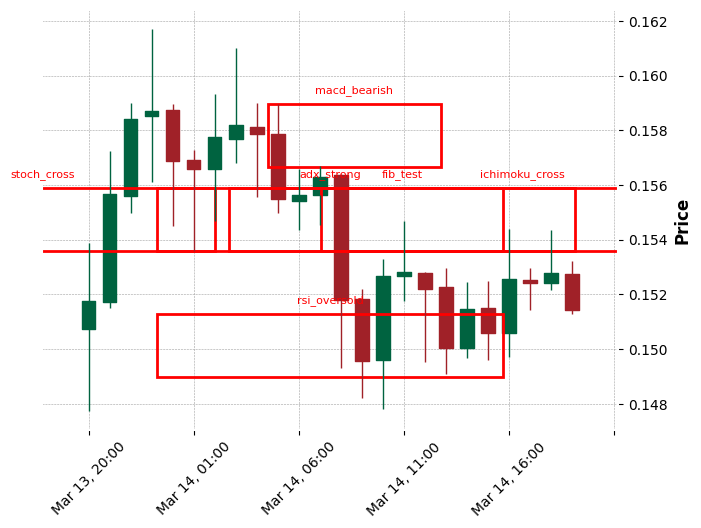 0.162
0.160
macd_bearish
0.158
stoch_cross
adx_strong
fib_test
ichimoku_cross
0.156
Price
0.154
0.152
rsi_oversold
0.150
0.148
Mar 13, 20:00
Mar 14, 01:00
Mar 14, 06:00
Mar 14, 11:00
Mar 14, 16:00